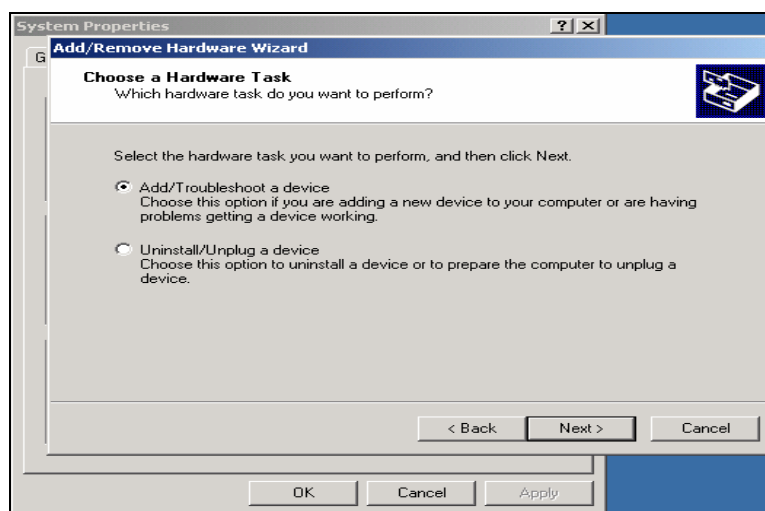 System Properties
G
Add/Remove Hardware Wizard
Choose a Hardware Task
Which hardware task do you want to perform?
Select the hardware task you want to perform, and then click Next.
Add/Troubleshoot a device
Choose this option if you are adding a new device to your computer or are having
problems getting a device working.
Uninstall/Unplug a device
Choose this option to uninstall a device or to prepare the computer to unplug a
device.
< Back Next > Cancel
OK Cancel Apply